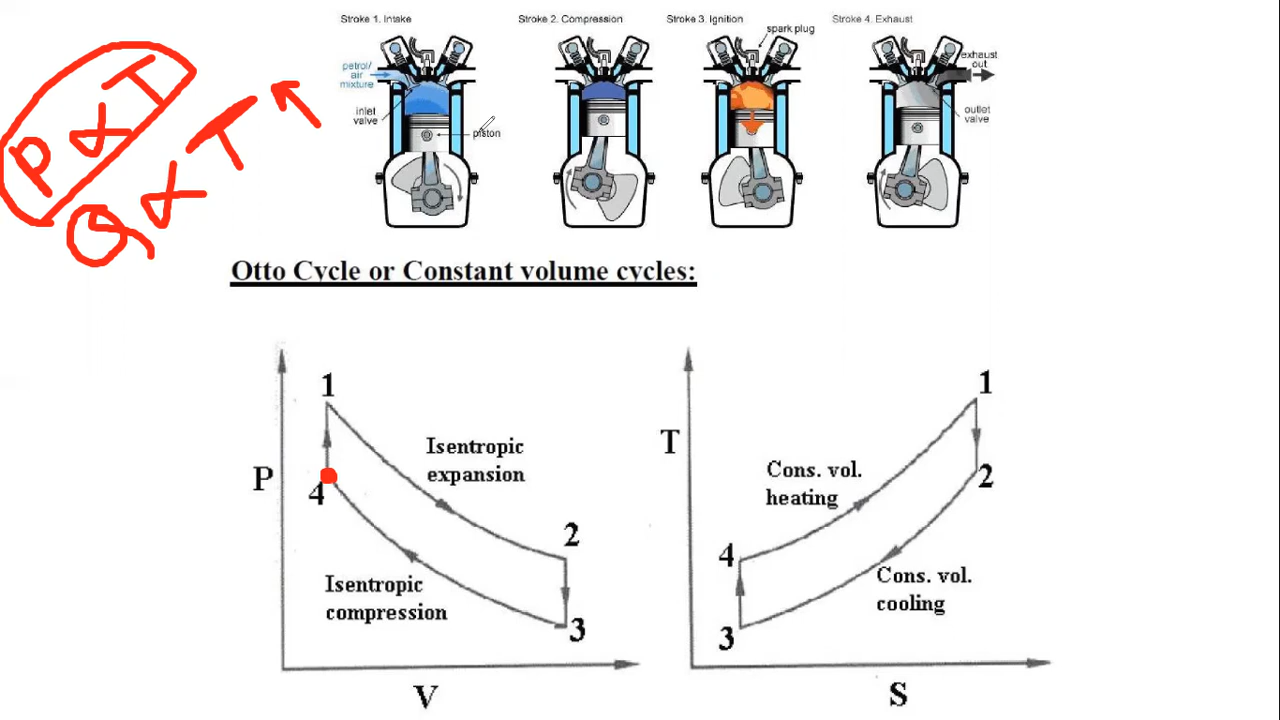 Stroke 1. Intake
Stroke 2. Compression
Stroke 3. Ignition
Stroke 4. Exhaust
petrol/
air
mixture
inlet
valve
piston
spark plug
exhaust
out
outlet
valve
P α T
Q α T ↑
Otto Cycle or Constant volume cycles:
P
V
1
2
3
4
Isentropic
expansion
Isentropic
compression
T
S
1
2
3
4
Cons. vol.
heating
Cons. vol.
cooling